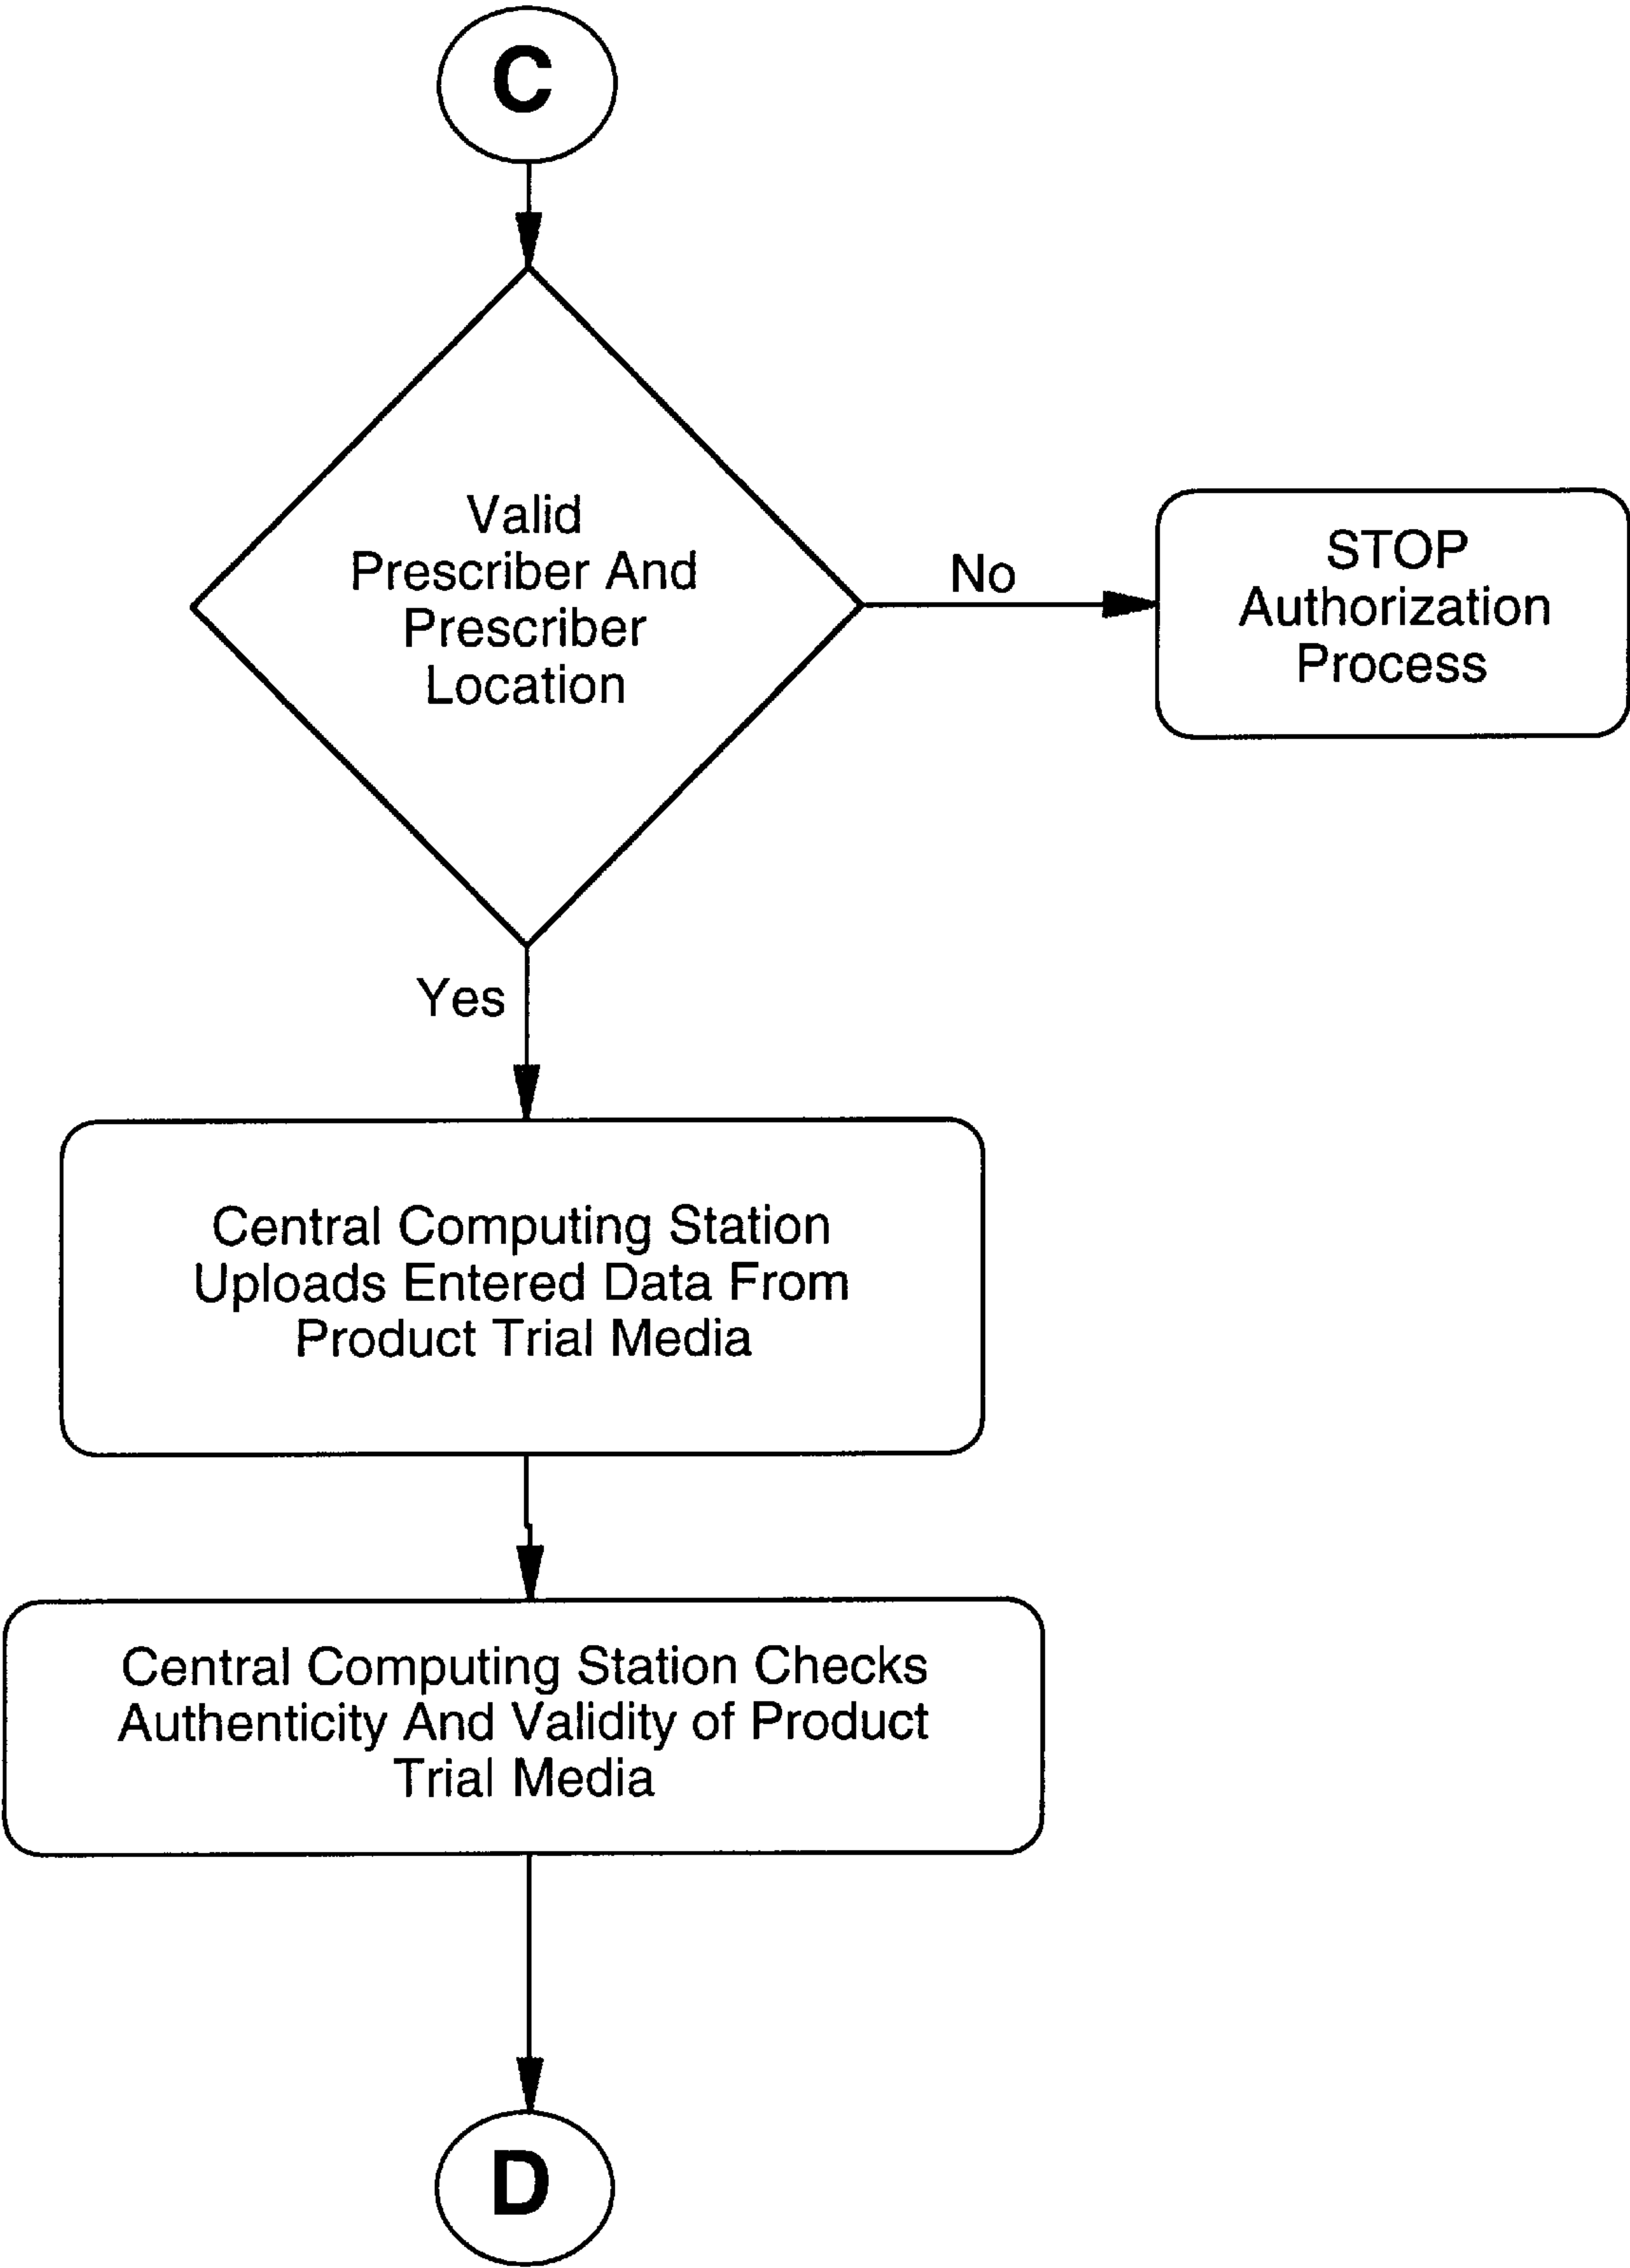 C
Valid
Prescriber And
Prescriber
Location
No
STOP
Authorization
Process
Yes
Central Computing Station
Uploads Entered Data From
Product Trial Media
Central Computing Station Checks
Authenticity And Validity of Product
Trial Media
D